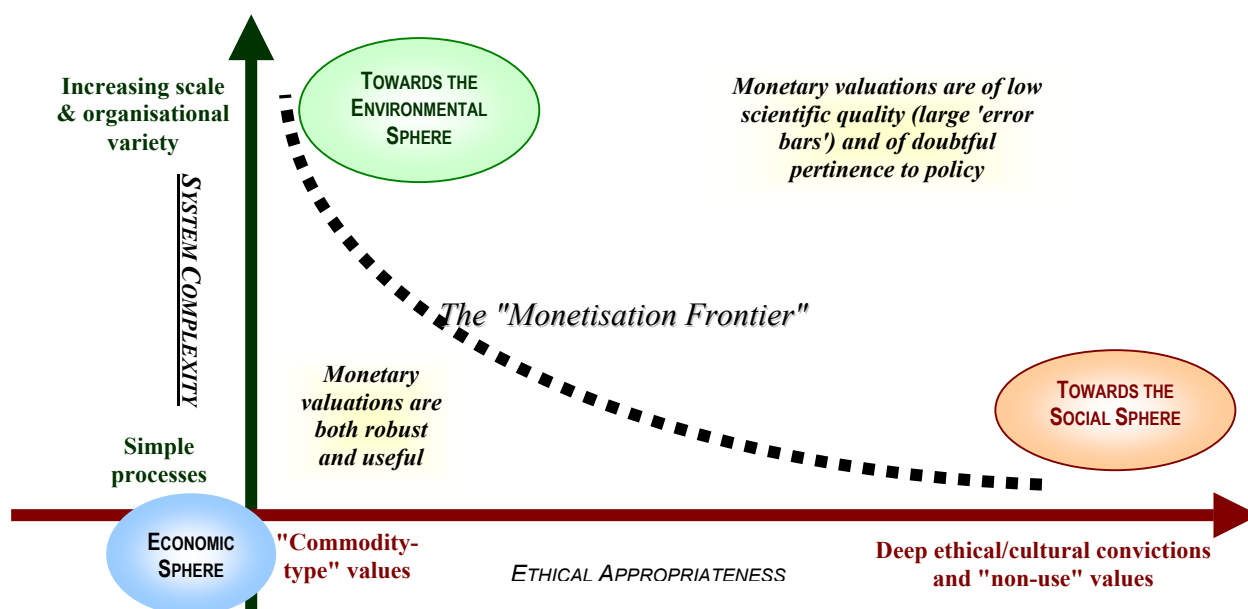 Increasing scale
& organisational
variety
TOWARDS THE
ENVIRONMENTAL
SPHERE
Monetary valuations are of low
scientific quality (large 'error
bars') and of doubtful
pertinence to policy
SYSTEM COMPLEXITY
The "Monetisation Frontier"
Monetary
valuations are
both robust
and useful
TOWARDS THE
SOCIAL SPHERE
Simple
processes
ECONOMIC
SPHERE
"Commodity-
type" values
ETHICAL APPROPRIATENESS
Deep ethical/cultural convictions
and "non-use" values